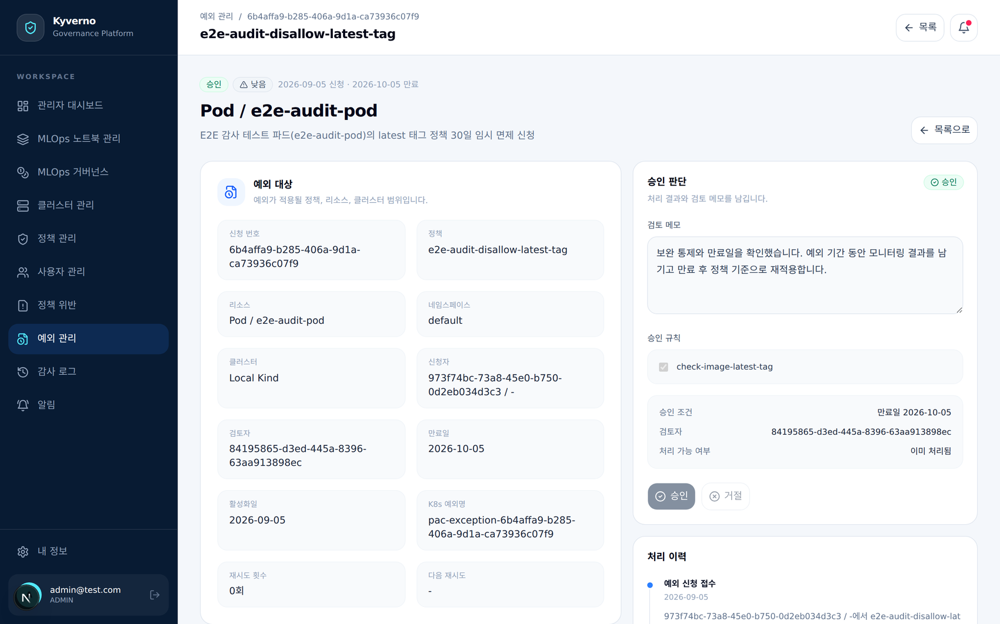 Kyverno
Governance Platform
WORKSPACE
관리자 대시보드
MLOps 노트북 관리
MLOps 거버넌스
클러스터 관리
정책 관리
사용자 관리
정책 위반
예외 관리
감사 로그
알림
내 정보
N
admin@test.com
ADMIN
예외 관리 / 6b4affa9-b285-406a-9d1a-ca73936c07f9
e2e-audit-disallow-latest-tag
목록
승인
낮음
2026-09-05 신청 · 2026-10-05 만료
Pod / e2e-audit-pod
E2E 감사 테스트 파드(e2e-audit-pod)의 latest 태그 정책 30일 임시 면제 신청
목록으로
예외 대상
예외가 적용될 정책, 리소스, 클러스터 범위입니다.
신청 번호
6b4affa9-b285-406a-9d1a-
ca73936c07f9
정책
e2e-audit-disallow-latest-tag
리소스
Pod / e2e-audit-pod
네임스페이스
default
클러스터
Local Kind
신청자
973f74bc-73a8-45e0-b750-
0d2eb034d3c3 / -
검토자
84195865-d3ed-445a-8396-
63aa913898ec
만료일
2026-10-05
활성화일
2026-09-05
K8s 예외명
pac-exception-6b4affa9-b285-
406a-9d1a-ca73936c07f9
재시도 횟수
0회
다음 재시도
-
승인 판단
승인
처리 결과와 검토 메모를 남깁니다.
검토 메모
보완 통제와 만료일을 확인했습니다. 예외 기간 동안 모니터링 결과를 남
기고 만료 후 정책 기준으로 재적용합니다.
승인 규칙
check-image-latest-tag
승인 조건
만료일 2026-10-05
검토자
84195865-d3ed-445a-8396-63aa913898ec
처리 가능 여부
이미 처리됨
승인
거절
처리 이력
예외 신청 접수
2026-09-05
973f74bc-73a8-45e0-b750-0d2eb034d3c3 / -에서 e2e-audit-disallow-lat